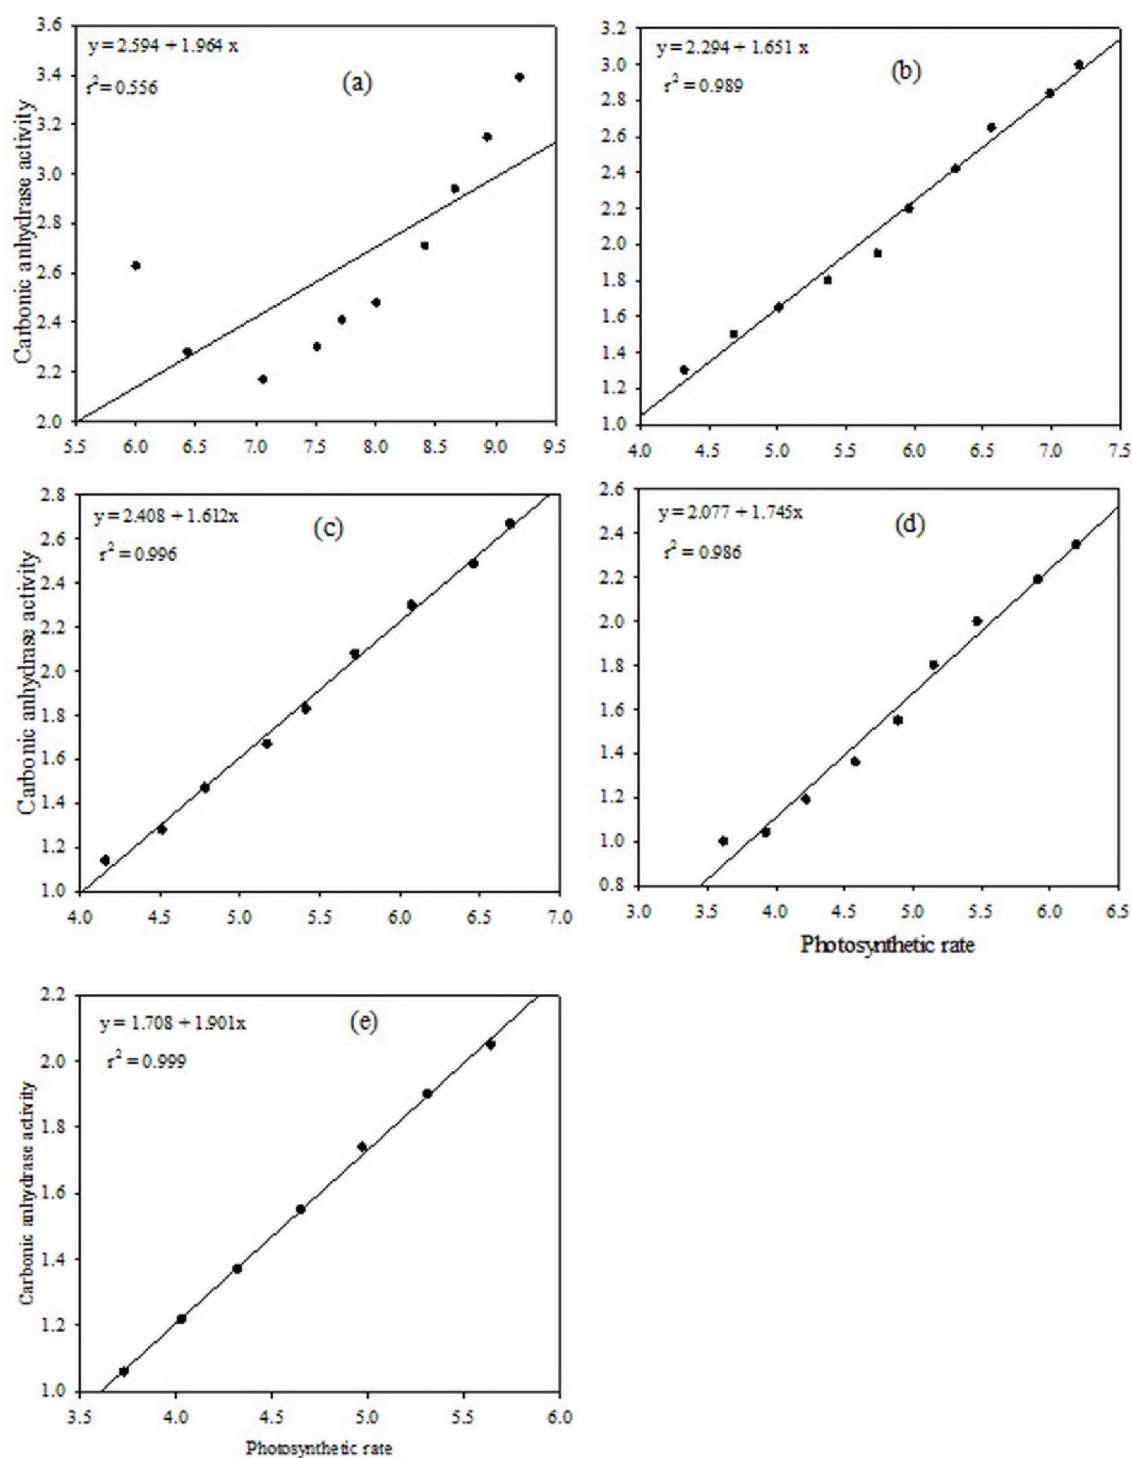 y = 2.594 + 1.964 x
r² = 0.556
(a)
Carbonic anhydrase activity
3.6
3.4
3.2
3.0
2.8
2.6
2.4
2.2
2.0
5.5 6.0 6.5 7.0 7.5 8.0 8.5 9.0 9.5
y = 2.294 + 1.651 x
r² = 0.989
(b)
3.2
3.0
2.8
2.6
2.4
2.2
2.0
1.8
1.6
1.4
1.2
1.0
4.0 4.5 5.0 5.5 6.0 6.5 7.0 7.5
y = 2.408 + 1.612x
r² = 0.996
(c)
Carbonic anhydrase activity
2.8
2.6
2.4
2.2
2.0
1.8
1.6
1.4
1.2
1.0
4.0 4.5 5.0 5.5 6.0 6.5 7.0
y = 2.077 + 1.745x
r² = 0.986
(d)
2.6
2.4
2.2
2.0
1.8
1.6
1.4
1.2
1.0
0.8
3.0 3.5 4.0 4.5 5.0 5.5 6.0 6.5
Photosynthetic rate
y = 1.708 + 1.901x
r² = 0.999
(e)
Carbonic anhydrase activity
2.2
2.0
1.8
1.6
1.4
1.2
1.0
3.5 4.0 4.5 5.0 5.5 6.0
Photosynthetic rate